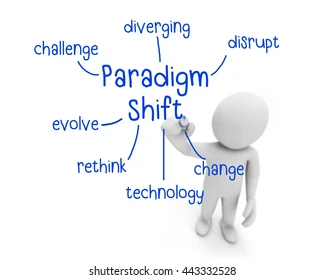 diverging
challenge
disrupt
Paradigm
Shift
evolve
rethink
change
technology
shutterstock.com · 443332528